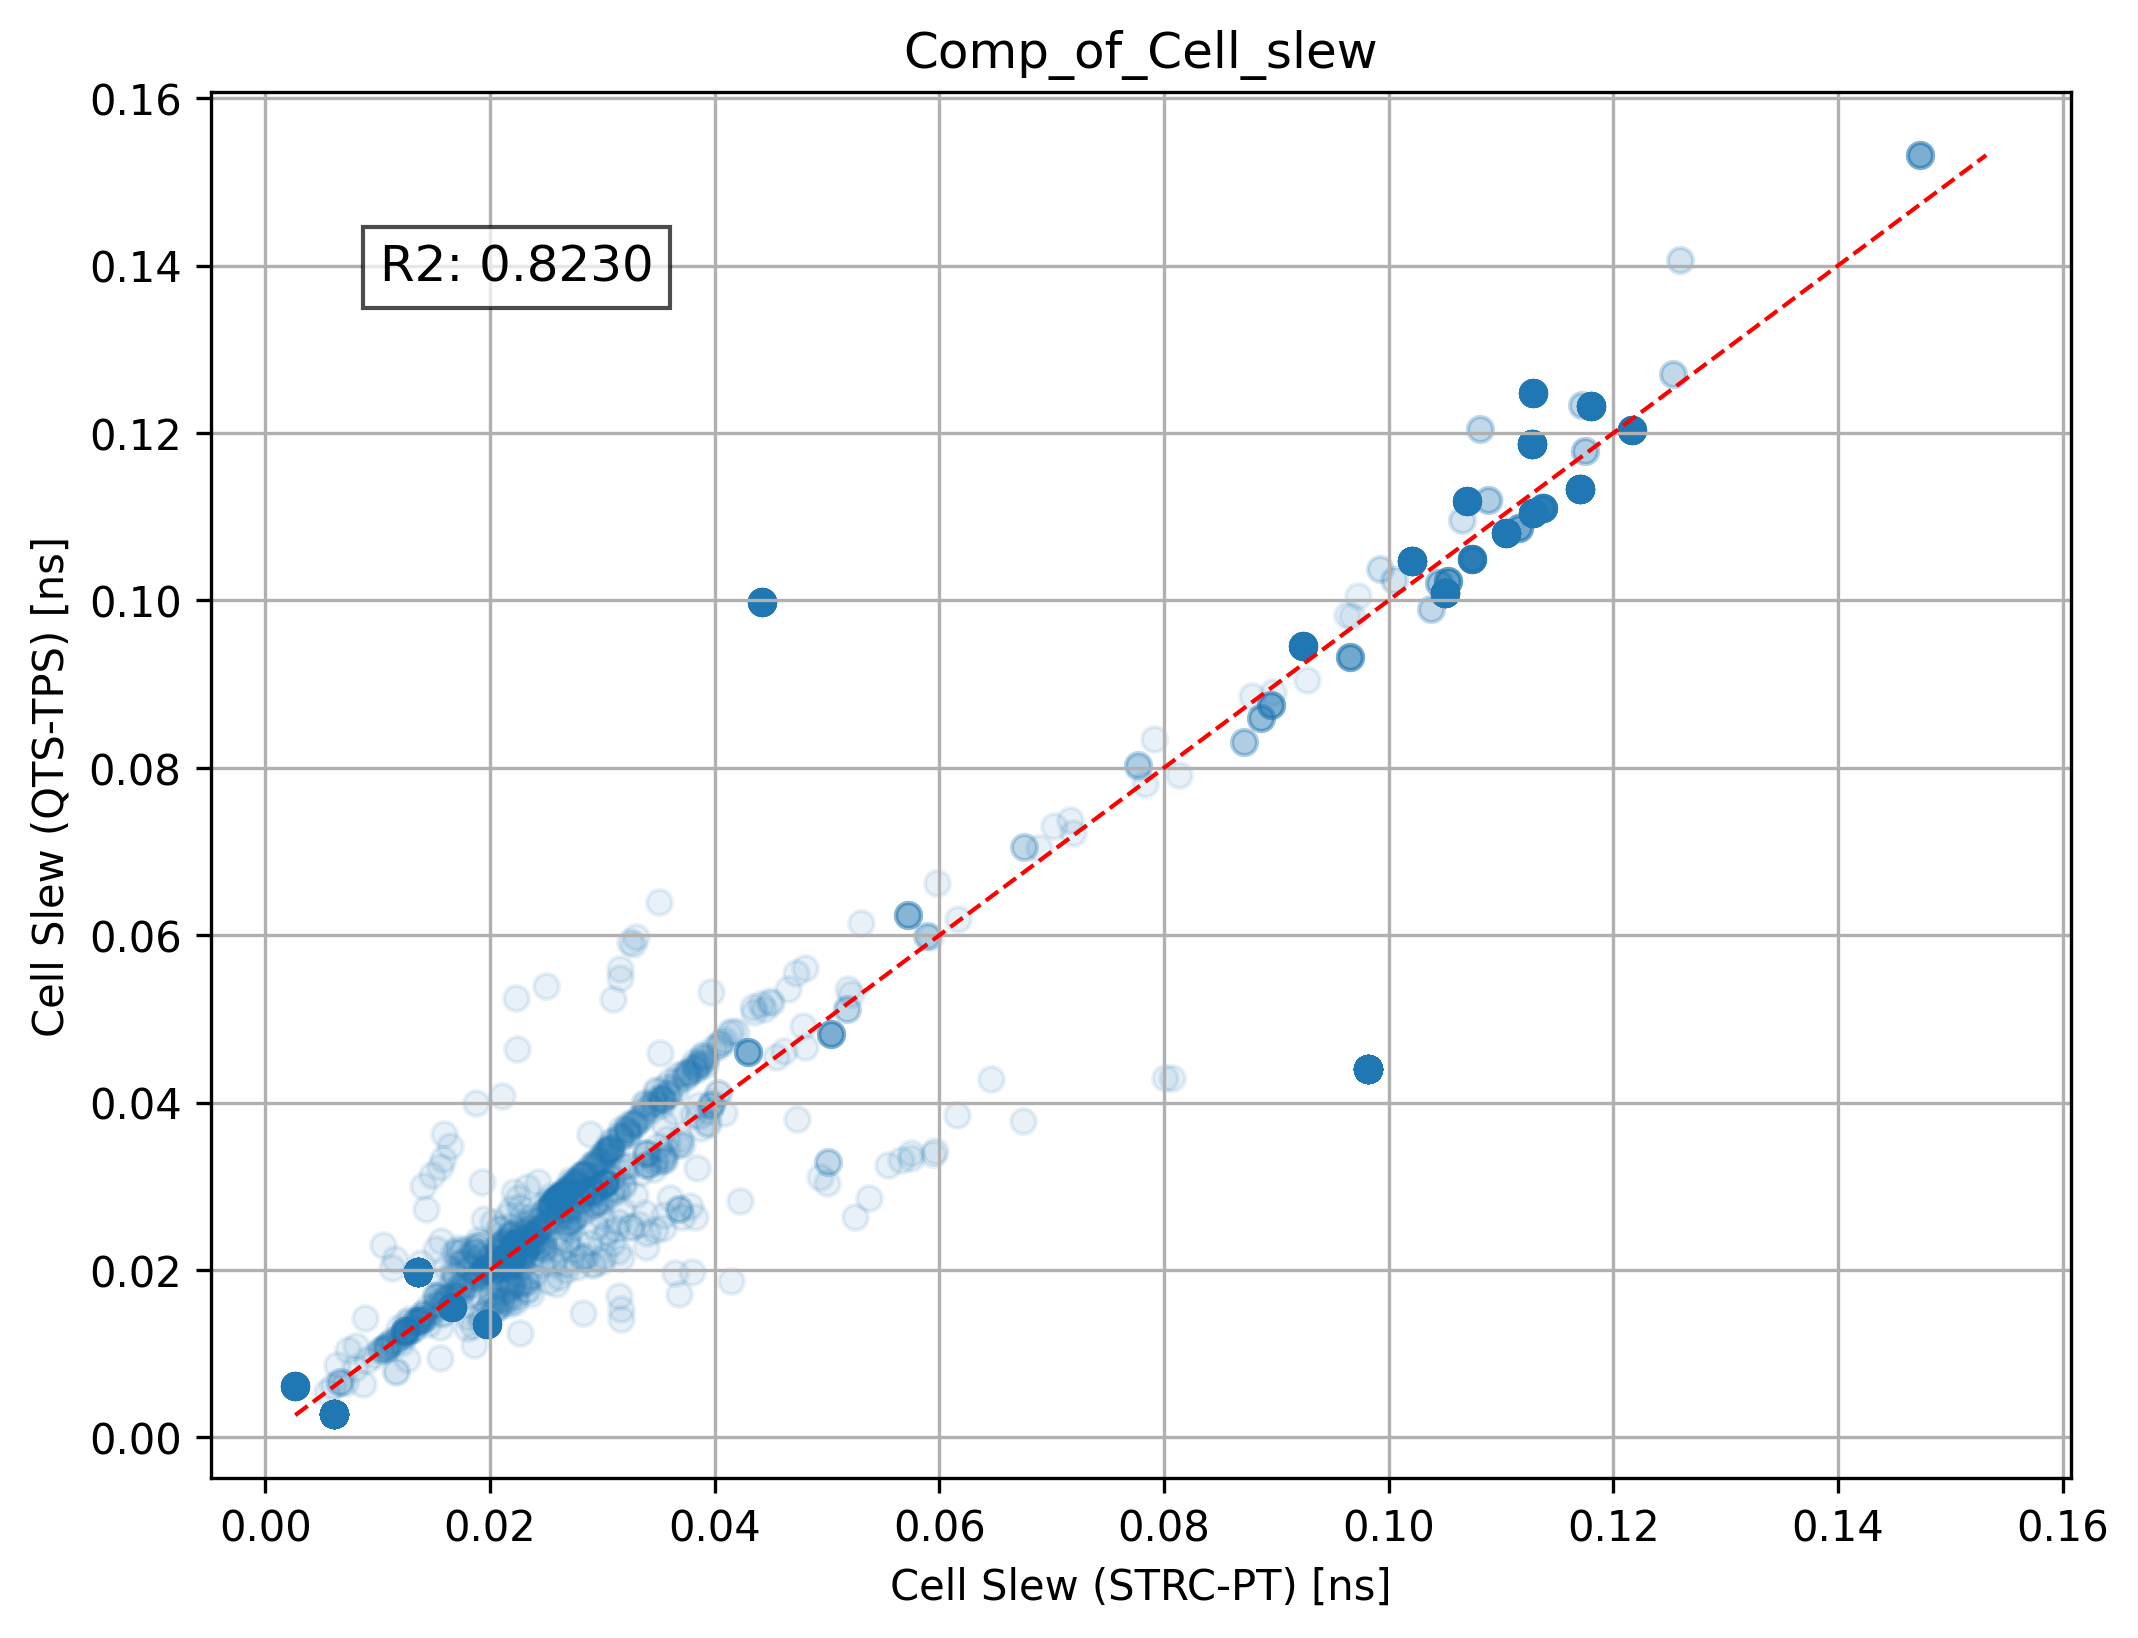 Comp_of_Cell_slew
0.16
0.14
0.12
0.10
0.08
0.06
0.04
0.02
0.00
R2: 0.8230
Cell Slew (QTS-TPS) [ns]
0.00 0.02 0.04 0.06 0.08 0.10 0.12 0.14 0.16
Cell Slew (STRC-PT) [ns]